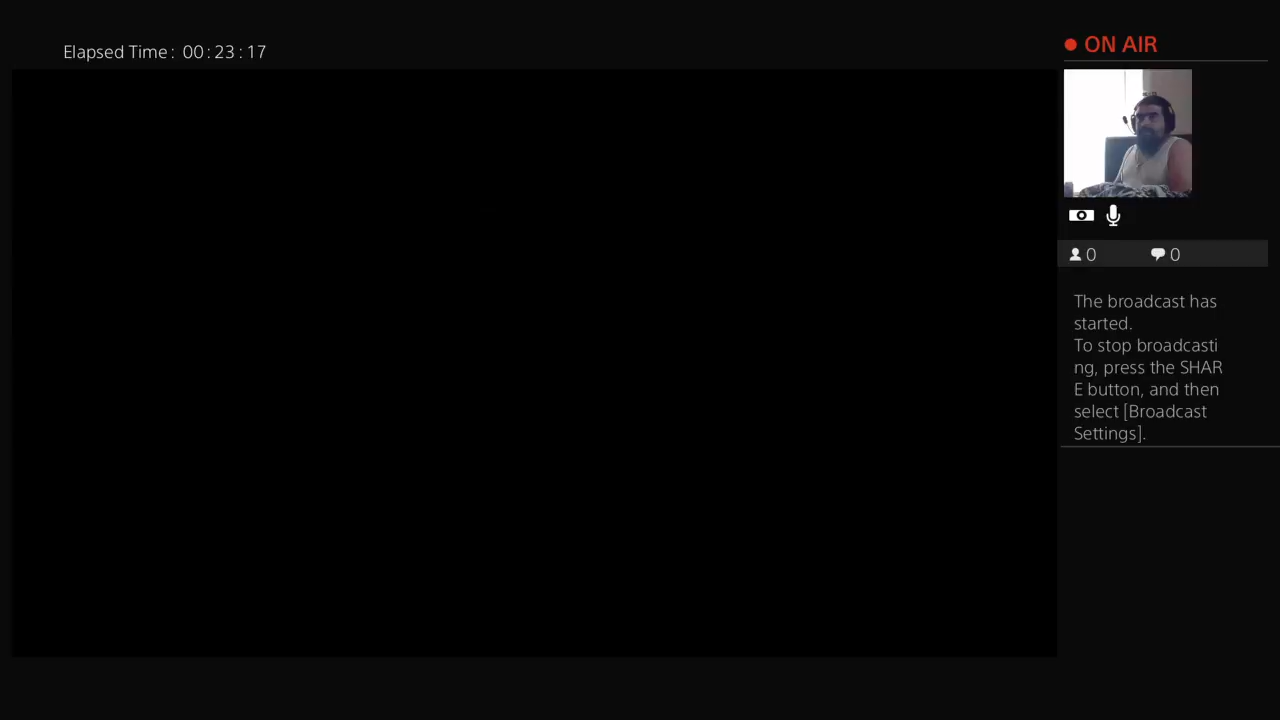 Elapsed Time: 00:23:17
ON AIR
0 0
The broadcast has
started.
To stop broadcasti
ng, press the SHAR
E button, and then
select [Broadcast
Settings].